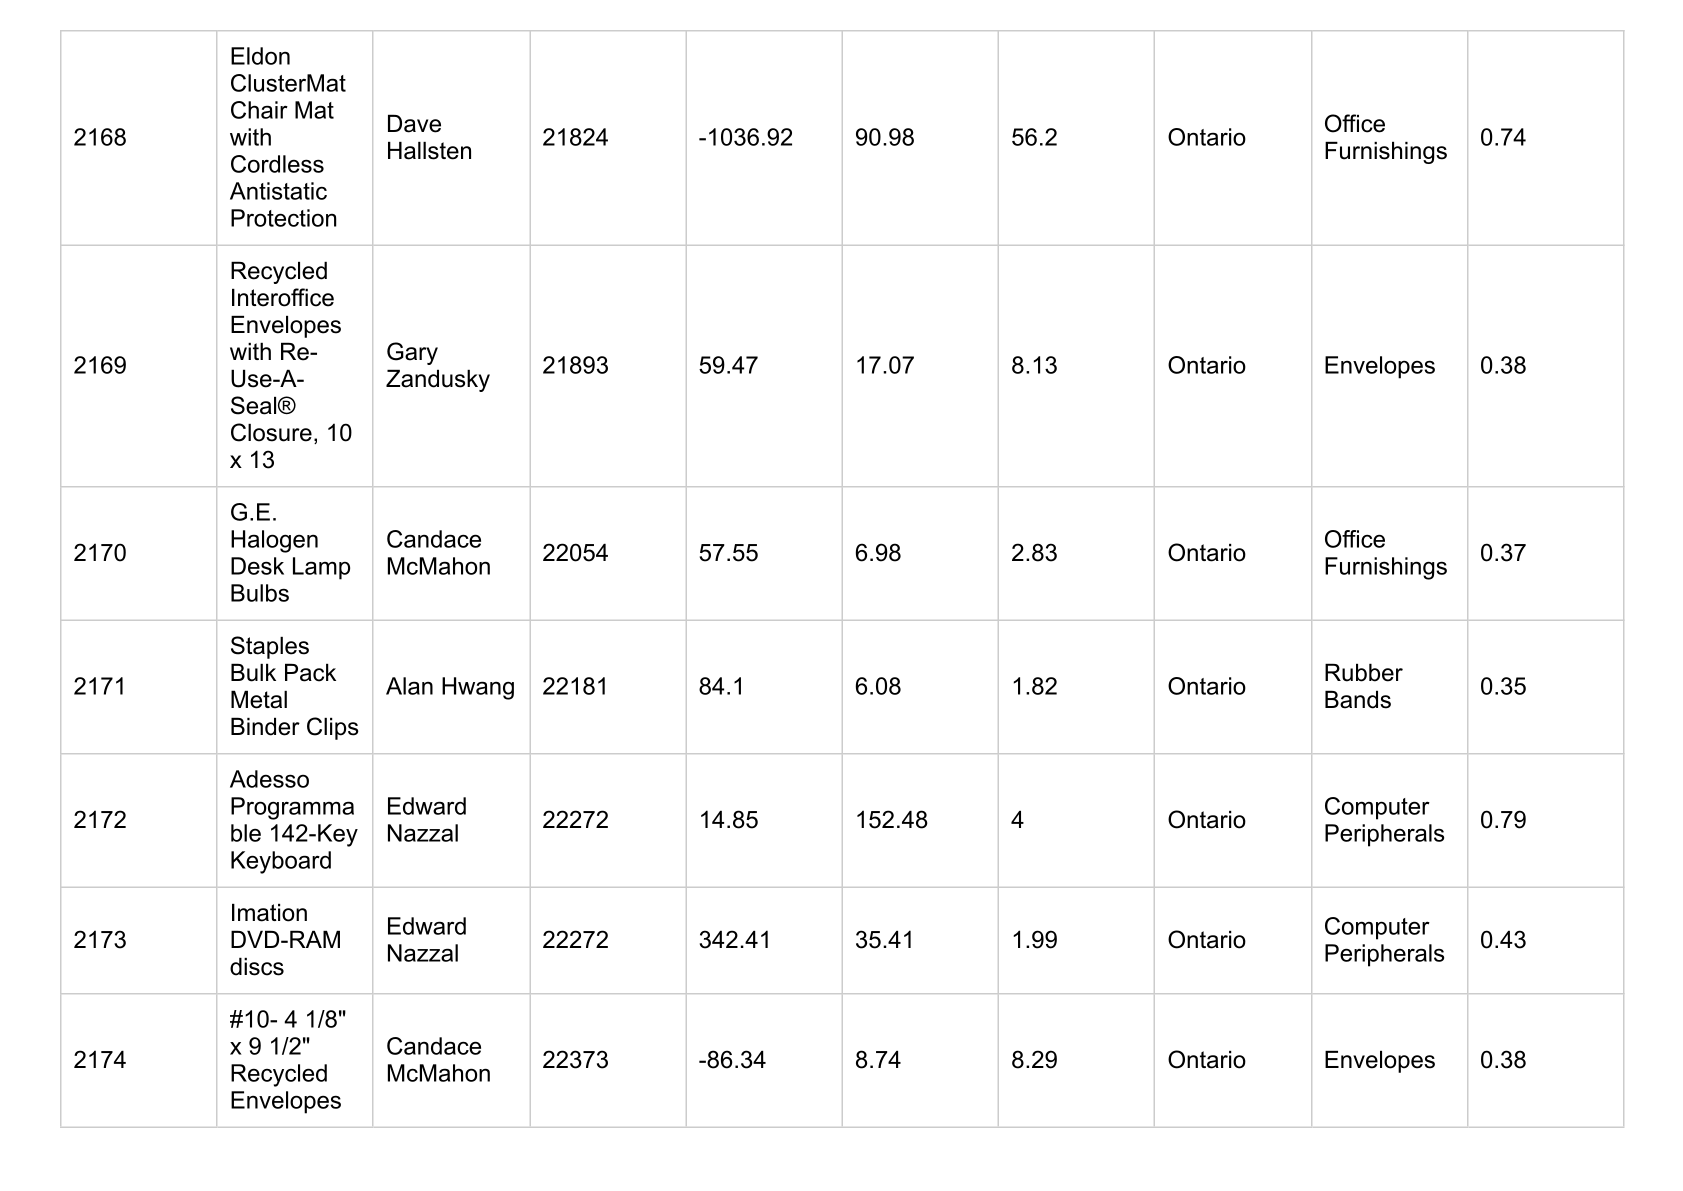 2168
Eldon
ClusterMat
Chair Mat
with
Cordless
Antistatic
Protection
Dave
Hallsten
21824
-1036.92
90.98
56.2
Ontario
Office
Furnishings
0.74
2169
Recycled
Interoffice
Envelopes
with Re-
Use-A-
Seal®
Closure, 10
x 13
Gary
Zandusky
21893
59.47
17.07
8.13
Ontario
Envelopes
0.38
2170
G.E.
Halogen
Desk Lamp
Bulbs
Candace
McMahon
22054
57.55
6.98
2.83
Ontario
Office
Furnishings
0.37
2171
Staples
Bulk Pack
Metal
Binder Clips
Alan Hwang
22181
84.1
6.08
1.82
Ontario
Rubber
Bands
0.35
2172
Adesso
Programma
ble 142-Key
Keyboard
Edward
Nazzal
22272
14.85
152.48
4
Ontario
Computer
Peripherals
0.79
2173
Imation
DVD-RAM
discs
Edward
Nazzal
22272
342.41
35.41
1.99
Ontario
Computer
Peripherals
0.43
2174
#10- 4 1/8"
x 9 1/2"
Recycled
Envelopes
Candace
McMahon
22373
-86.34
8.74
8.29
Ontario
Envelopes
0.38